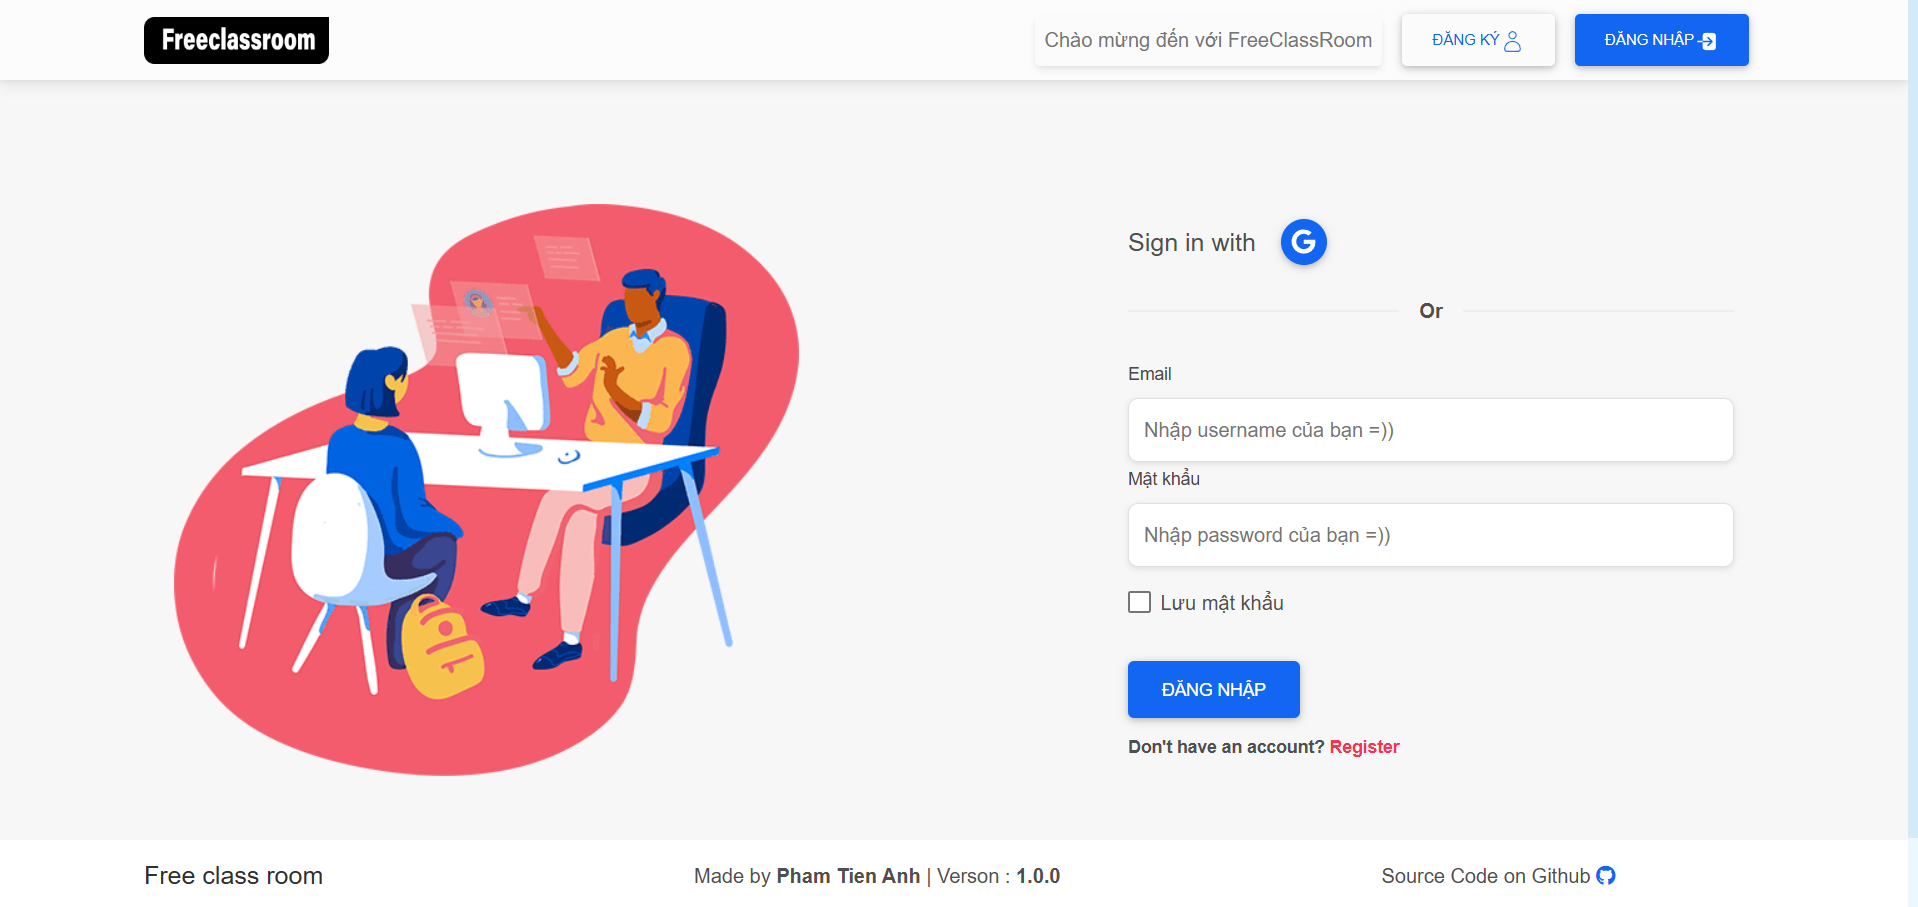 Freeclassroom
Chào mừng đến với FreeClassRoom
ĐĂNG KÝ
ĐĂNG NHẬP
Sign in with
Or
Email
Nhập username của bạn =))
Mật khẩu
Nhập password của bạn =))
Lưu mật khẩu
ĐĂNG NHẬP
Don't have an account? Register
Free class room
Made by Pham Tien Anh | Verson : 1.0.0
Source Code on Github